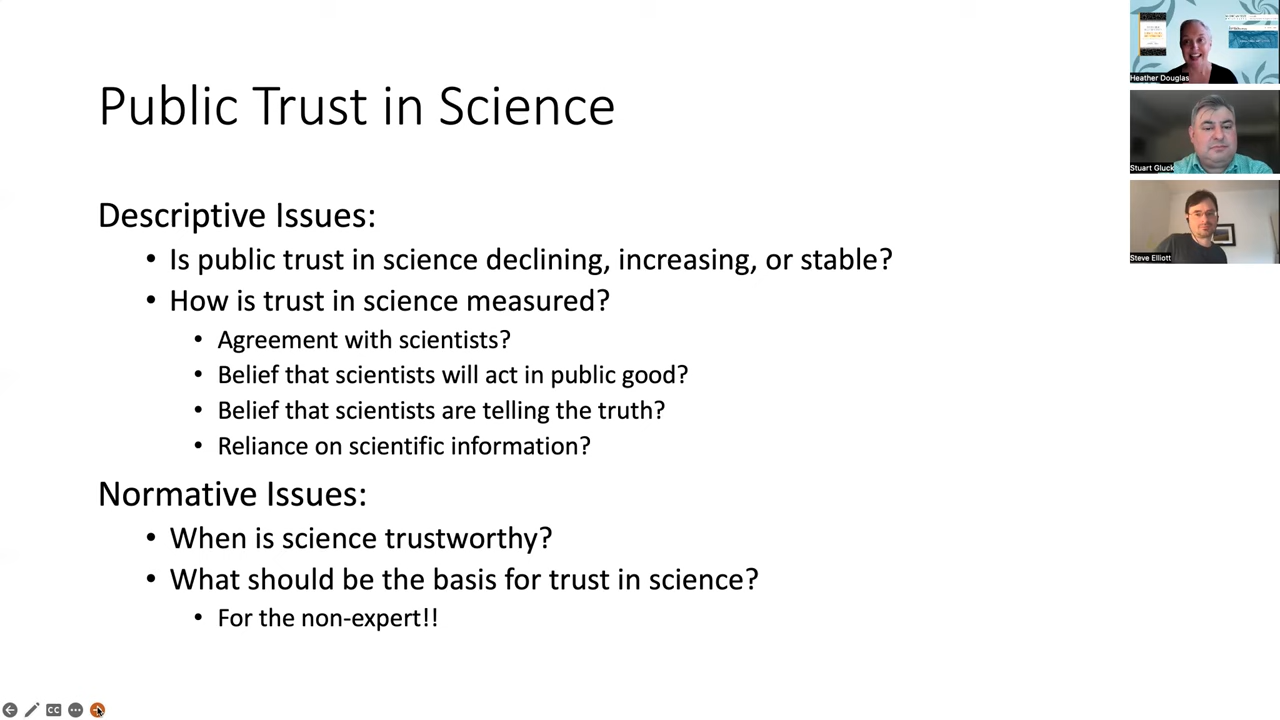 Public Trust in Science
Descriptive Issues:
• Is public trust in science declining, increasing, or stable?
• How is trust in science measured?
• Agreement with scientists?
• Belief that scientists will act in public good?
• Belief that scientists are telling the truth?
• Reliance on scientific information?
Normative Issues:
• When is science trustworthy?
• What should be the basis for trust in science?
• For the non-expert!!
Heather Douglas
Stuart Gluck
Steve Elliott
CC